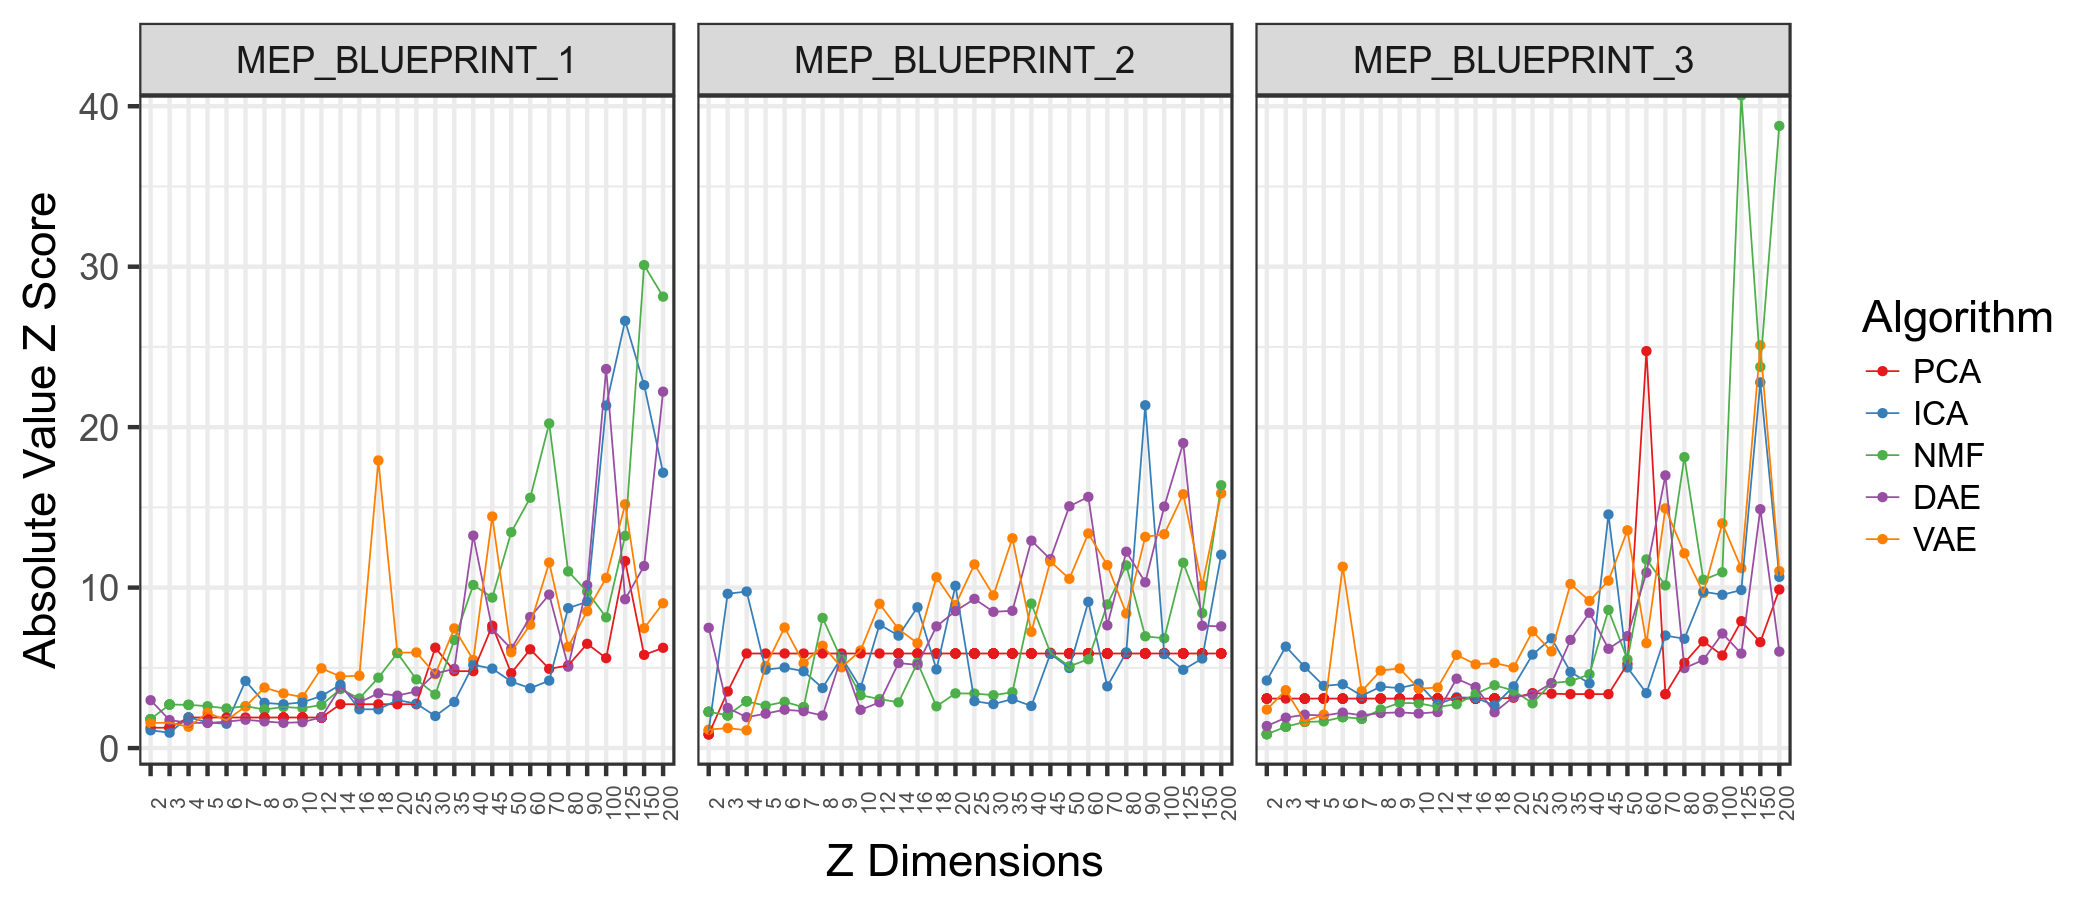 MEP_BLUEPRINT_1
MEP_BLUEPRINT_2
MEP_BLUEPRINT_3
Absolute Value Z Score
40
30
20
10
0
2 3 4 5 6 7 8 9 10 12 14 16 18 20 25 30 35 40 45 50 60 70 80 90 100 125 150 200
2 3 4 5 6 7 8 9 10 12 14 16 18 20 25 30 35 40 45 50 60 70 80 90 100 125 150 200
2 3 4 5 6 7 8 9 10 12 14 16 18 20 25 30 35 40 45 50 60 70 80 90 100 125 150 200
Z Dimensions
Algorithm
PCA
ICA
NMF
DAE
VAE